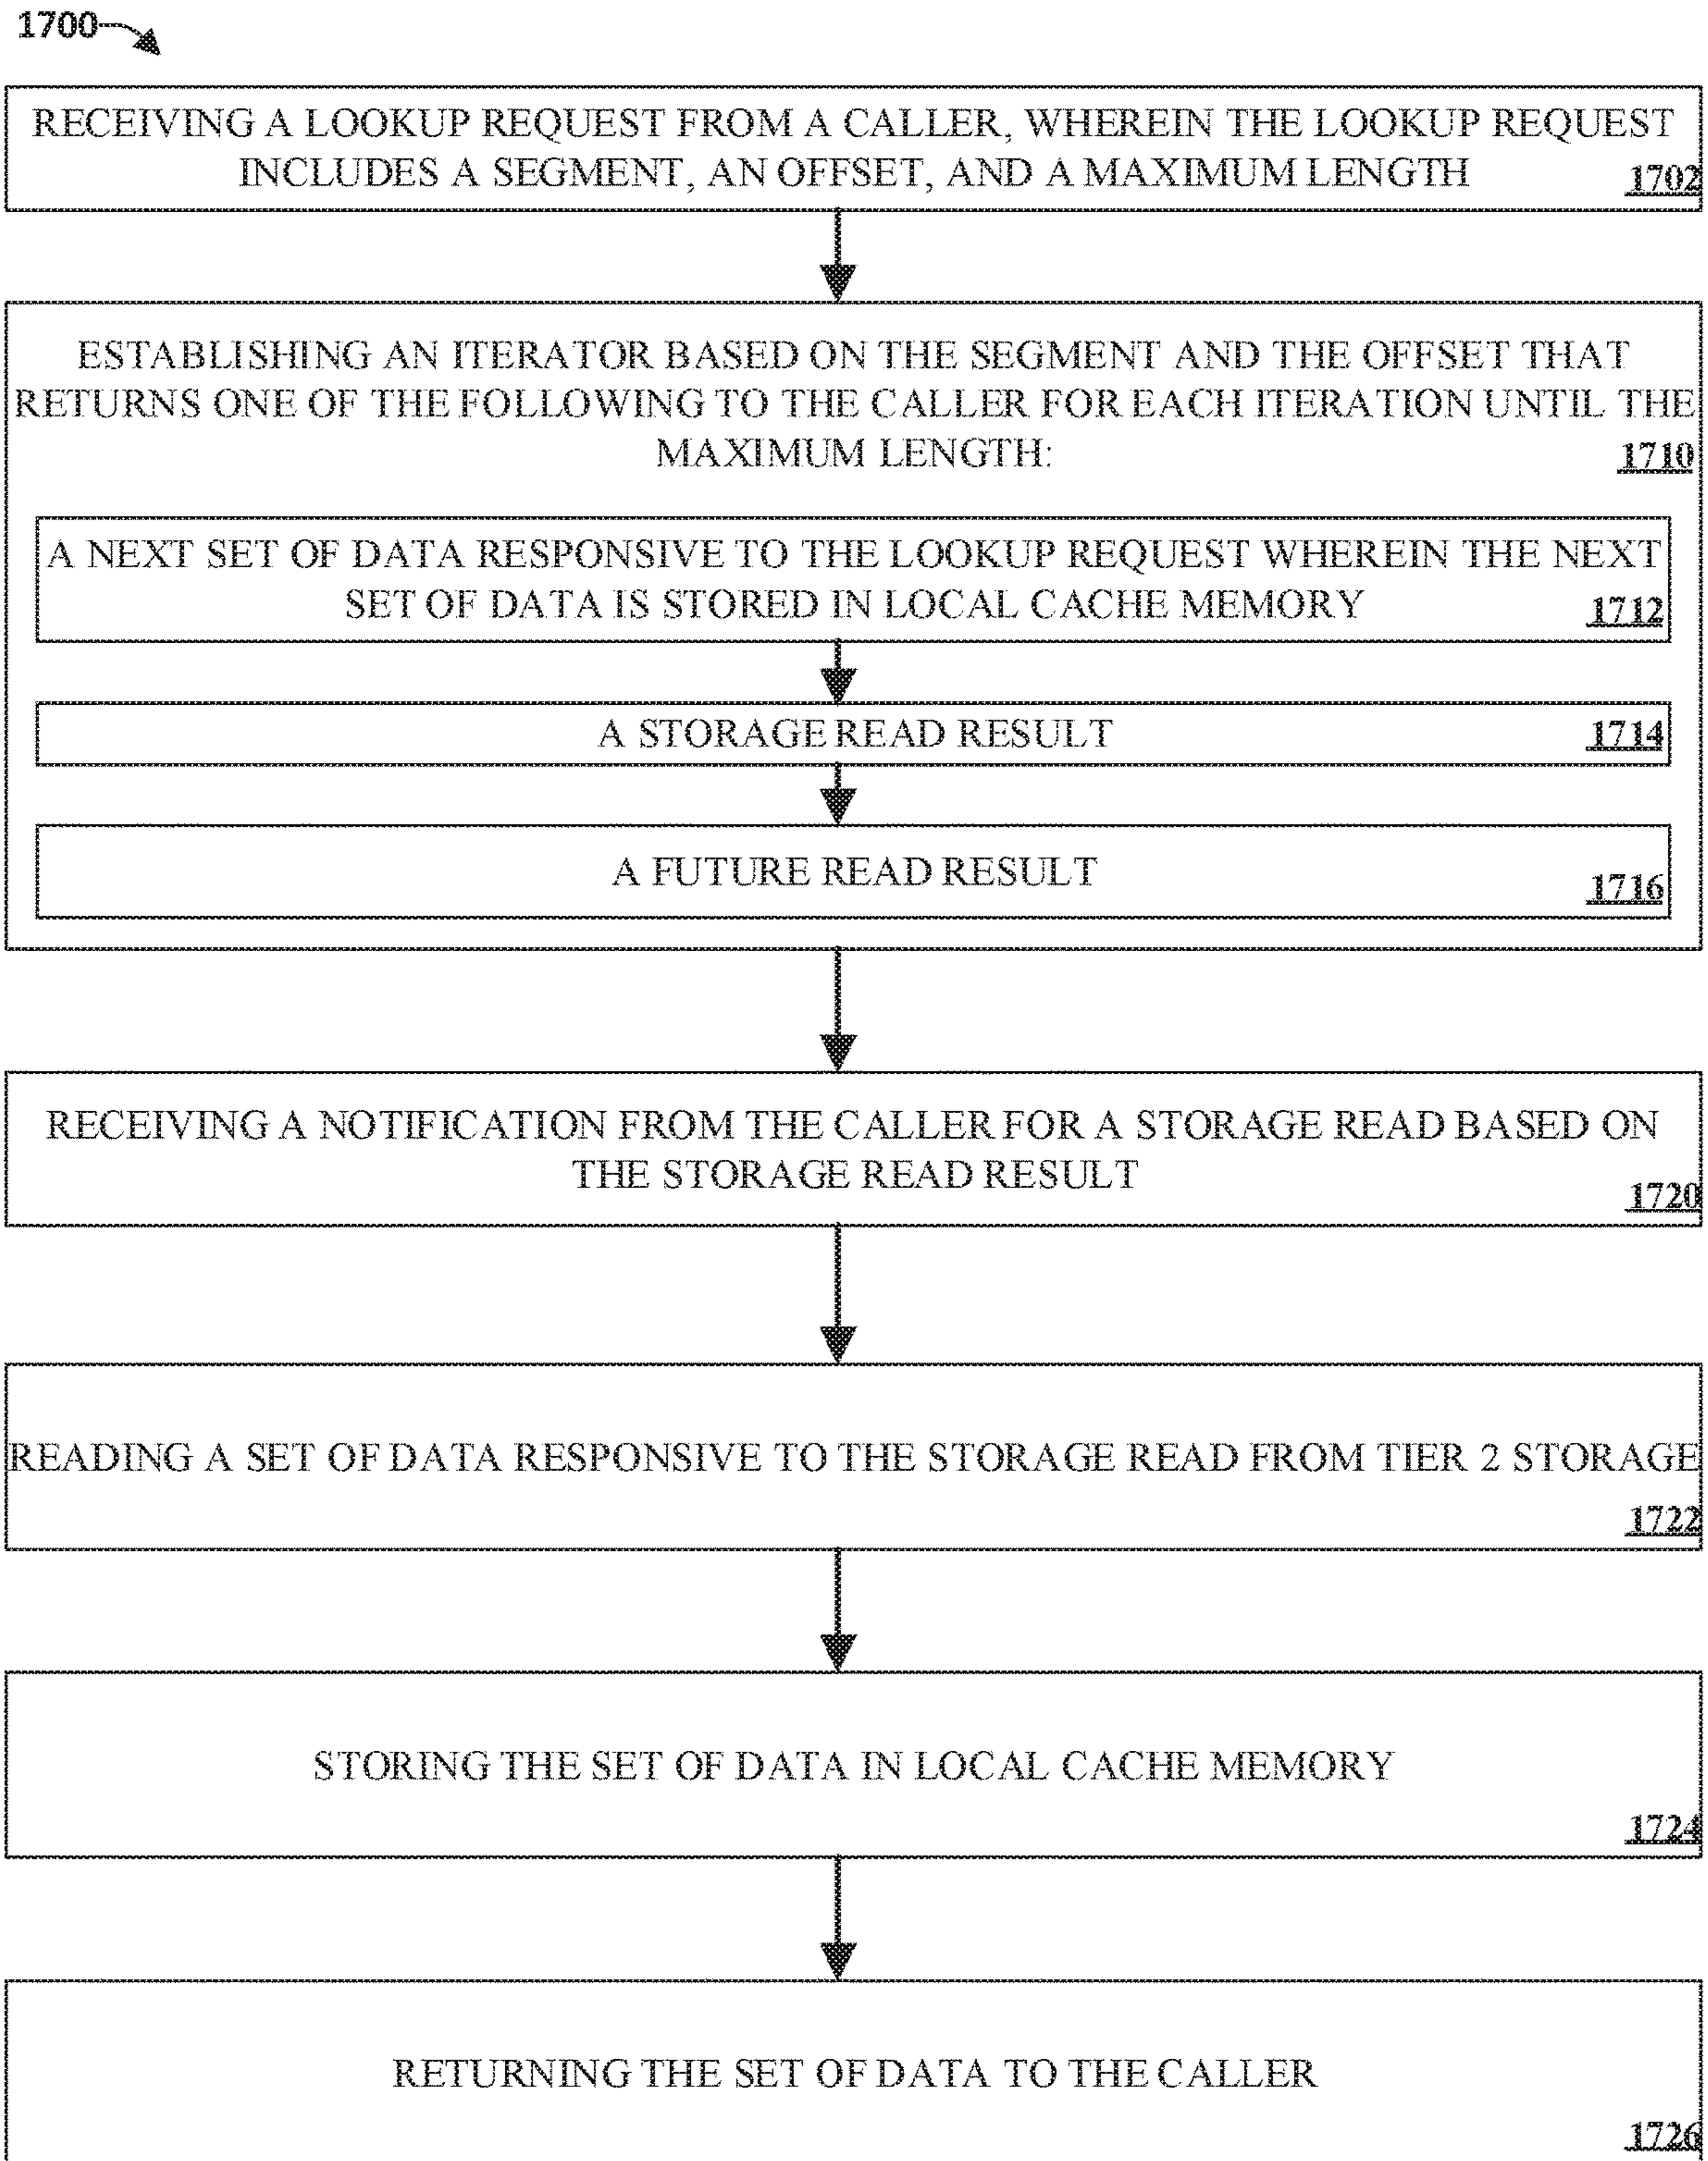 1700
RECEIVING A LOOKUP REQUEST FROM A CALLER, WHEREIN THE LOOKUP REQUEST
INCLUDES A SEGMENT, AN OFFSET, AND A MAXIMUM LENGTH
1702
ESTABLISHING AN ITERATOR BASED ON THE SEGMENT AND THE OFFSET THAT
RETURNS ONE OF THE FOLLOWING TO THE CALLER FOR EACH ITERATION UNTIL THE
MAXIMUM LENGTH:
1710
A NEXT SET OF DATA RESPONSIVE TO THE LOOKUP REQUEST WHEREIN THE NEXT
SET OF DATA IS STORED IN LOCAL CACHE MEMORY
1712
A STORAGE READ RESULT
1714
A FUTURE READ RESULT
1716
RECEIVING A NOTIFICATION FROM THE CALLER FOR A STORAGE READ BASED ON
THE STORAGE READ RESULT
1720
READING A SET OF DATA RESPONSIVE TO THE STORAGE READ FROM TIER 2 STORAGE
1722
STORING THE SET OF DATA IN LOCAL CACHE MEMORY
1724
RETURNING THE SET OF DATA TO THE CALLER
1726